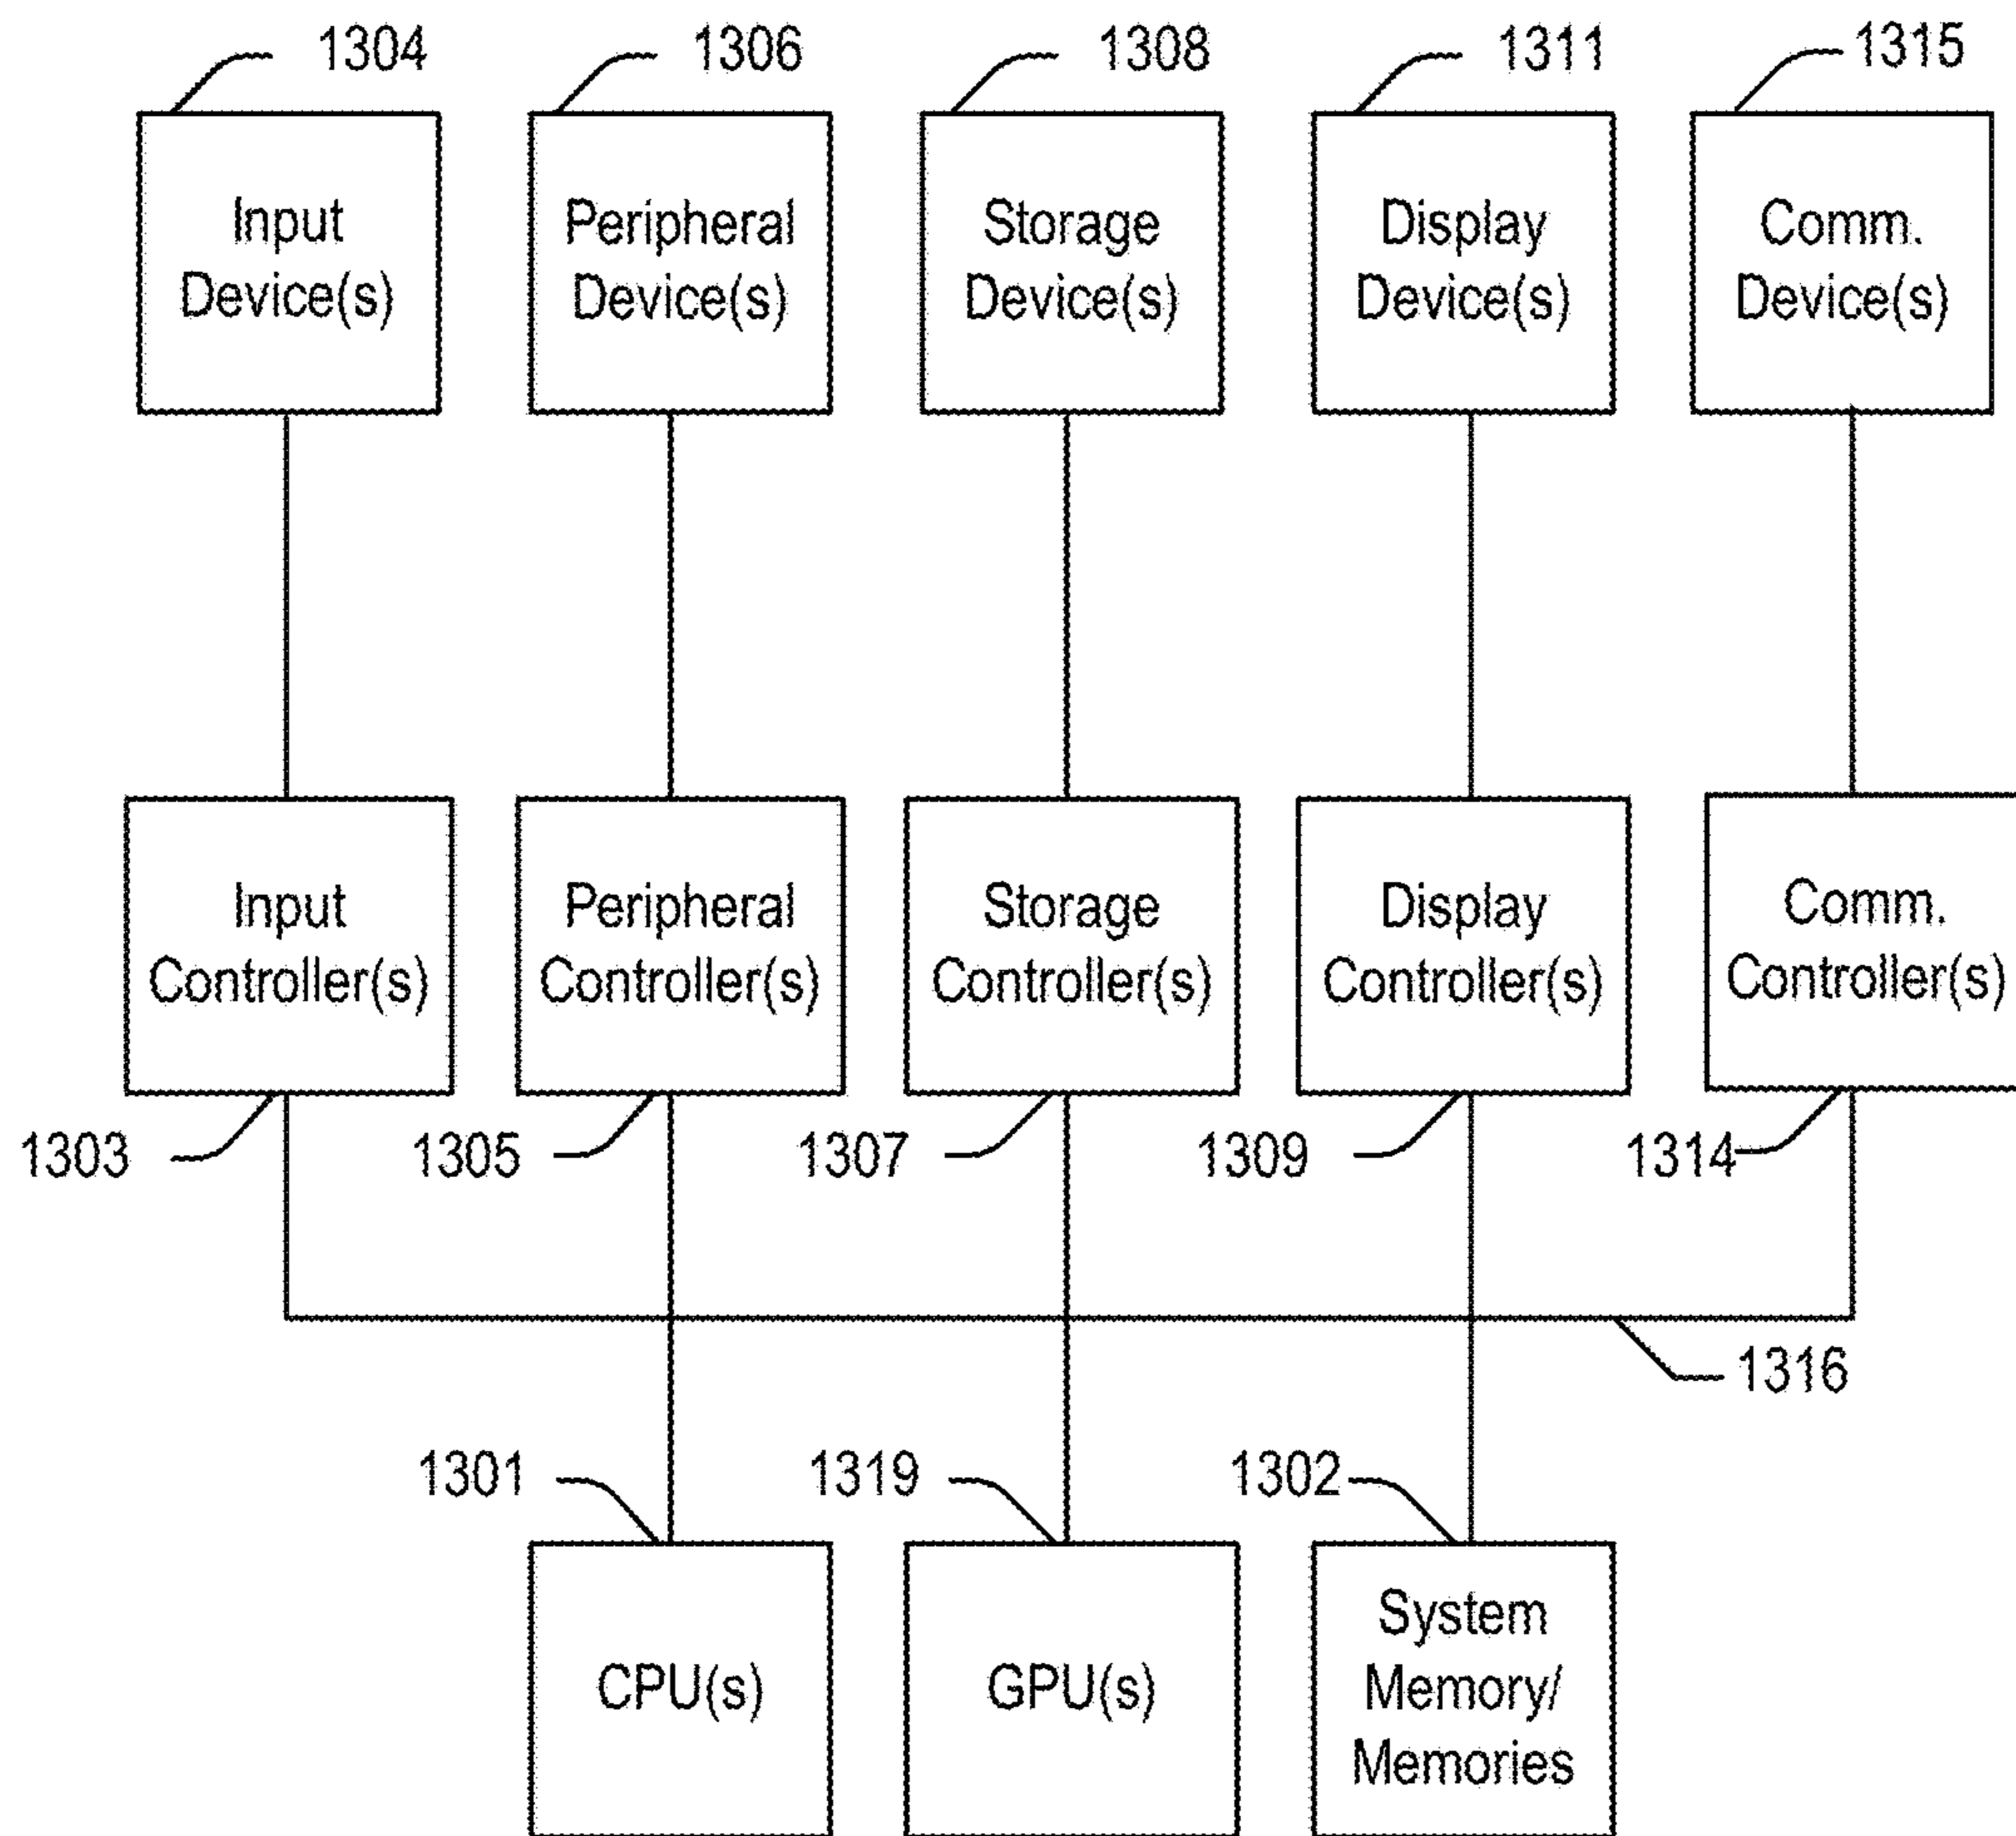 1304
1306
1308
1311
1315
Input
Device(s)
Peripheral
Device(s)
Storage
Device(s)
Display
Device(s)
Comm.
Device(s)
Input
Controller(s)
Peripheral
Controller(s)
Storage
Controller(s)
Display
Controller(s)
Comm.
Controller(s)
1303
1305
1307
1309
1314
1316
1301
1319
1302
CPU(s)
GPU(s)
System
Memory/
Memories